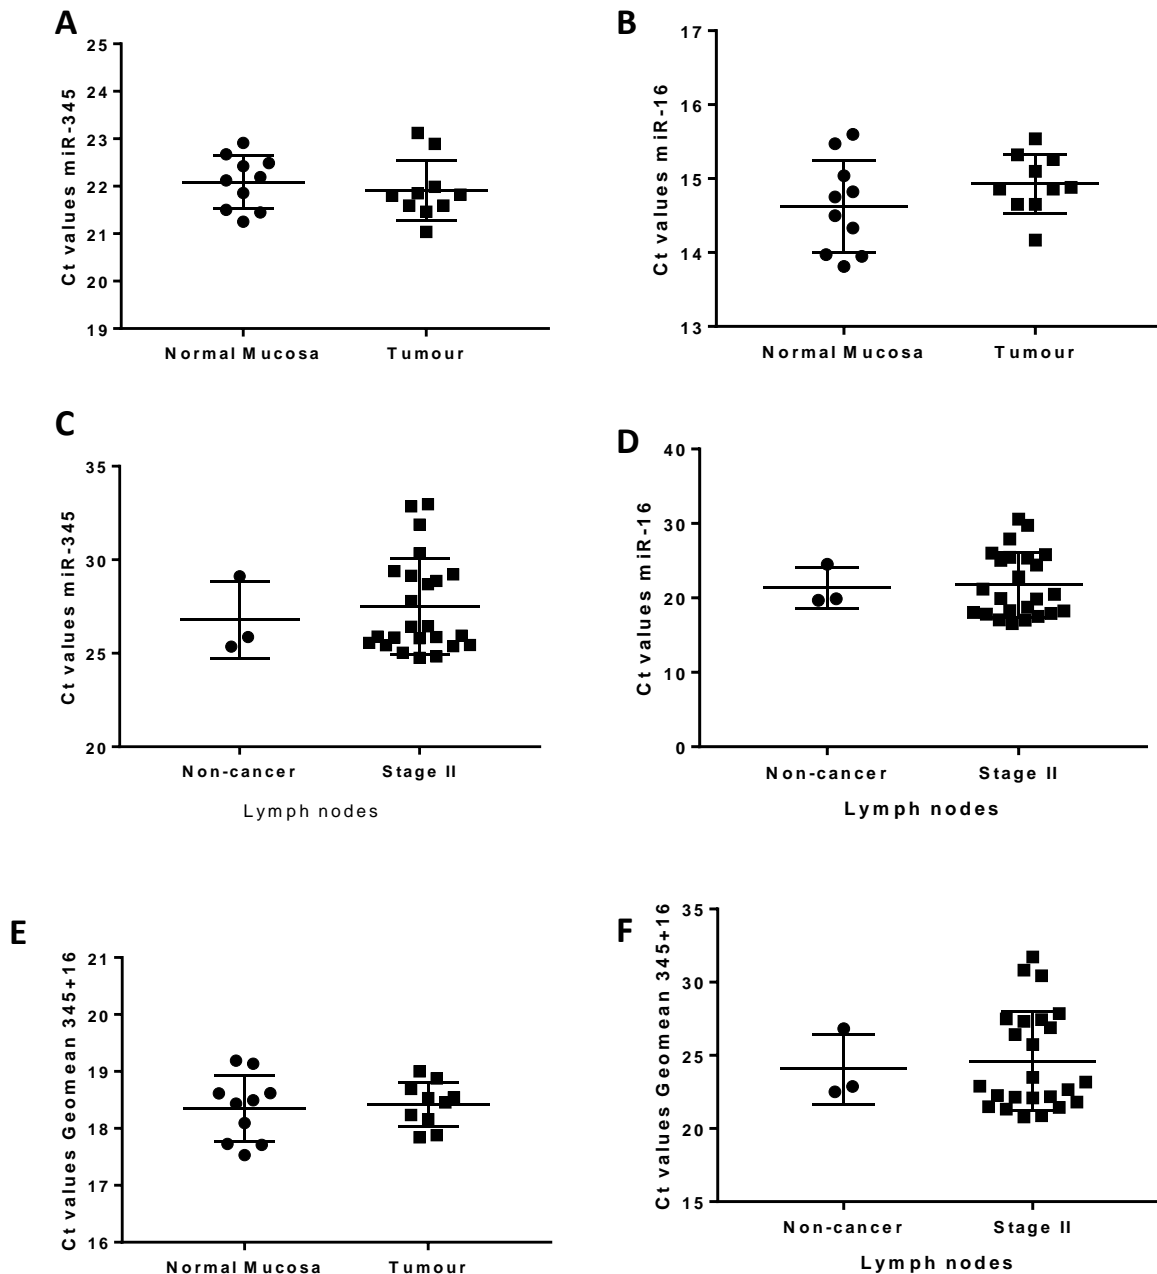 A
Ct values miR-345
25
24
23
22
21
20
19
Normal Mucosa
Tumour
B
Ct values miR-16
17
16
15
14
13
Normal Mucosa
Tumour
C
Ct values miR-345
35
30
25
20
Non-cancer
Stage II
Lymph nodes
D
Ct values miR-16
40
30
20
10
0
Non-cancer
Stage II
Lymph nodes
E
Ct values Geomean 345+16
21
20
19
18
17
16
Normal Mucosa
Tumour
F
Ct values Geomean 345+16
35
30
25
20
15
Non-cancer
Stage II
Lymph nodes